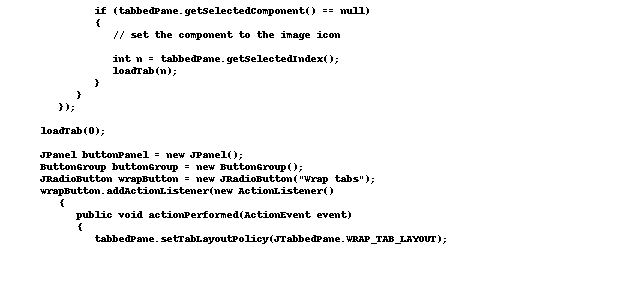 if (tabbedPane.getSelectedComponent() == null)
{
// set the component to the image icon
int n = tabbedPane.getSelectedIndex();
loadTab(n);
}
}
});
loadTab(0);
JPanel buttonPanel = new JPanel();
ButtonGroup buttonGroup = new ButtonGroup();
JRadioButton wrapButton = new JRadioButton("Wrap tabs");
wrapButton.addActionListener(new ActionListener()
{
public void actionPerformed(ActionEvent event)
{
tabbedPane.setTabLayoutPolicy(JTabbedPane.WRAP_TAB_LAYOUT);